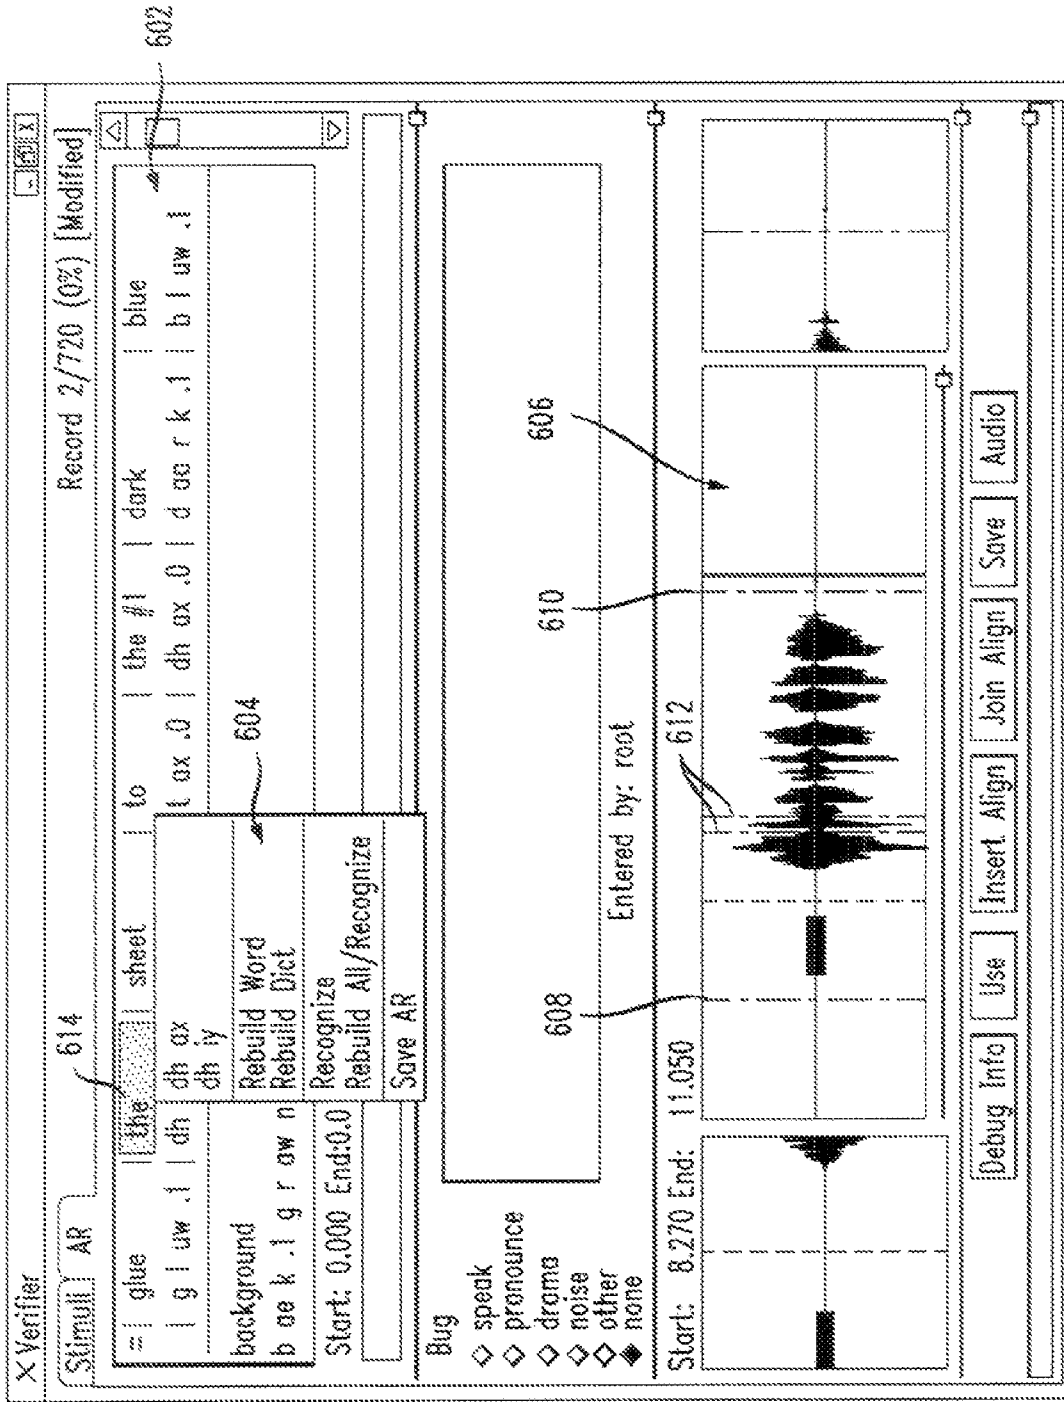 X Verifier
Record 2/720 (0%) [Modified]
Stimuli AR
= | glue | the | sheet | to | the #1 | dark | blue
| g l uw .1 | dh t ax .0 | dh ax .0 | d ae r k .1 | b l uw .1
dh ax
dh iy
Rebuild Word
Rebuild Dict.
Recognize
Rebuild All/Recognize
Save AR
background
b ae k .1 g r aw n
Start: 0.000 End:0.0
Bug
speak
pronounce
drama
noise
other
none
Entered by: root
Start: 8.270 End: 11.050
Debug Info Use Insert Align Join Align Save Audio
602
604
606
608
610
612
614